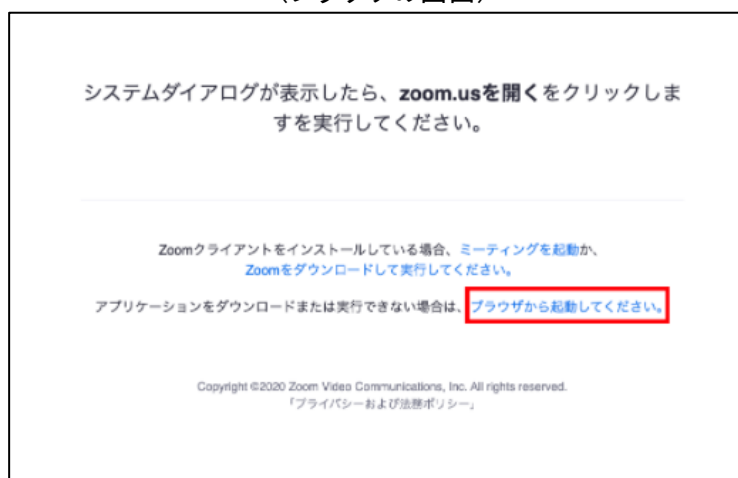 システムダイアログが表示したら、zoom.usを開くをクリックしま
すを実行してください。
Zoomクライアントをインストールしている場合、ミーティングを起動か、
Zoomをダウンロードして実行してください。
アプリケーションをダウンロードまたは実行できない場合は、ブラウザから起動してください。
Copyright ©2020 Zoom Video Communications, Inc. All rights reserved.
「プライバシーおよび法務ポリシー」